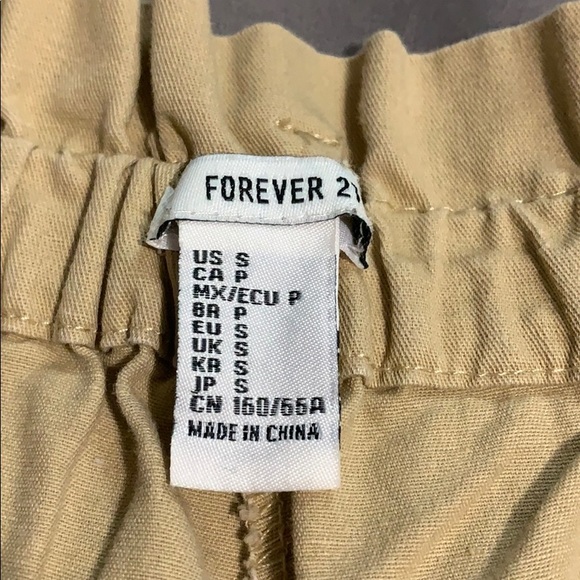 FOREVER 21
US S
CA P
MX/ECU P
BR P
EU S
UK S
KR S
JP S
CN 160/66A
MADE IN CHINA